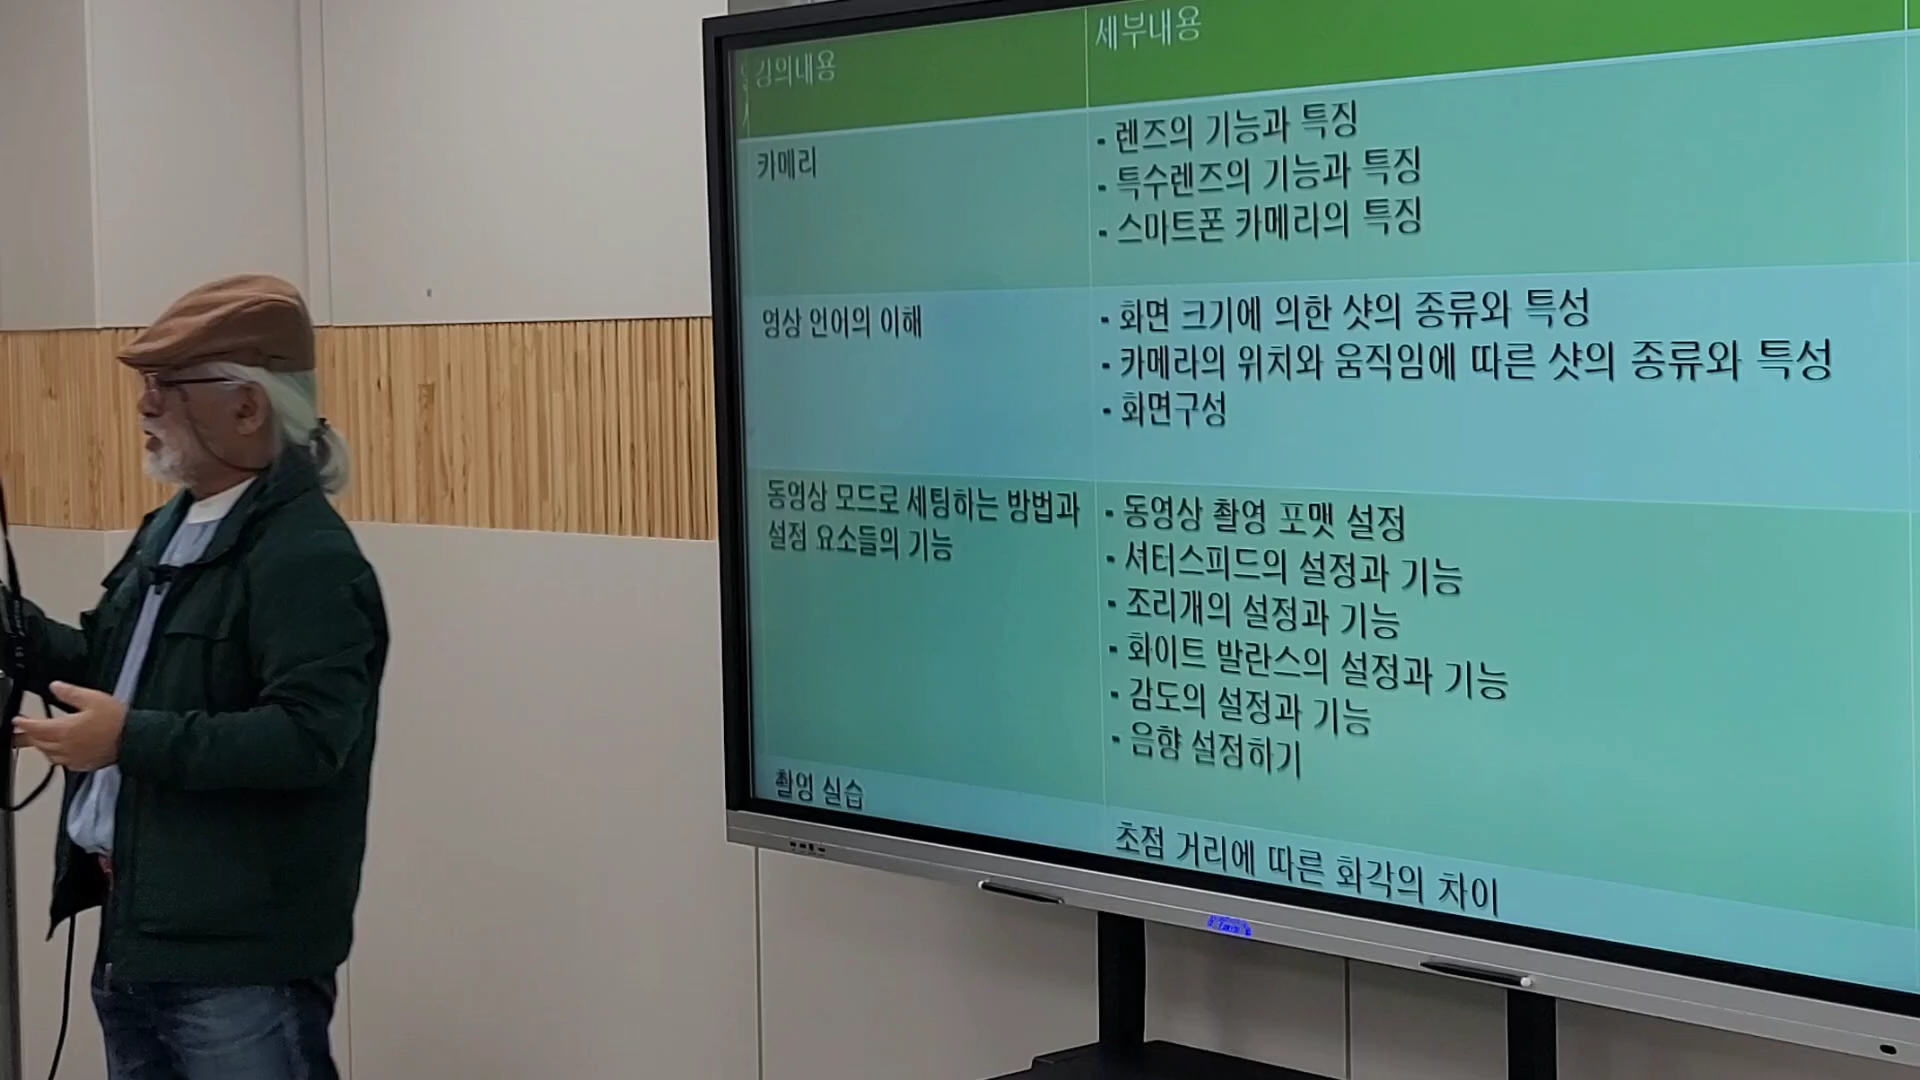 강의내용
세부내용
카메라
- 렌즈의 기능과 특징
- 특수렌즈의 기능과 특징
- 스마트폰 카메라의 특징
영상 언어의 이해
- 화면 크기에 의한 샷의 종류와 특성
- 카메라의 위치와 움직임에 따른 샷의 종류와 특성
- 화면구성
동영상 모드로 세팅하는 방법과
설정 요소들의 기능
- 동영상 촬영 포맷 설정
- 셔터스피드의 설정과 기능
- 조리개의 설정과 기능
- 화이트 발란스의 설정과 기능
- 감도의 설정과 기능
- 음향 설정하기
촬영 실습
초점 거리에 따른 화각의 차이